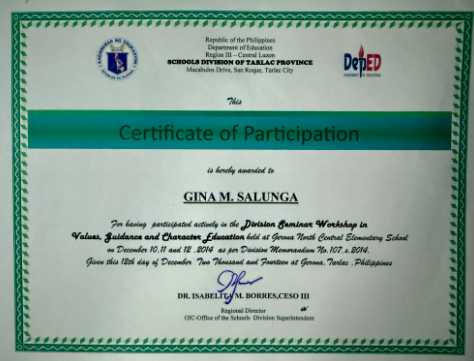 Republic of the Philippines
Department of Education
Region III – Central Luzon
SCHOOLS DIVISION OF TARLAC PROVINCE
Macabulos Drive, San Roque, Tarlac City
DepED
This
Certificate of Participation
is hereby awarded to
GINA M. SALUNGA
For having participated actively in the Division Seminar Workshop in
Values, Guidance and Character Education held at Gerona North Central Elementary School
on December 10,11 and 12 ,2014 as per Division Memorandum No.107,s.2014.
Given this 12th day of December Two Thousand and Fourteen at Gerona, Tarlac ,Philippines
DR. ISABELITA M. BORRES,CESO III
Regional Director
OIC-Office of the Schools Division Superintendent